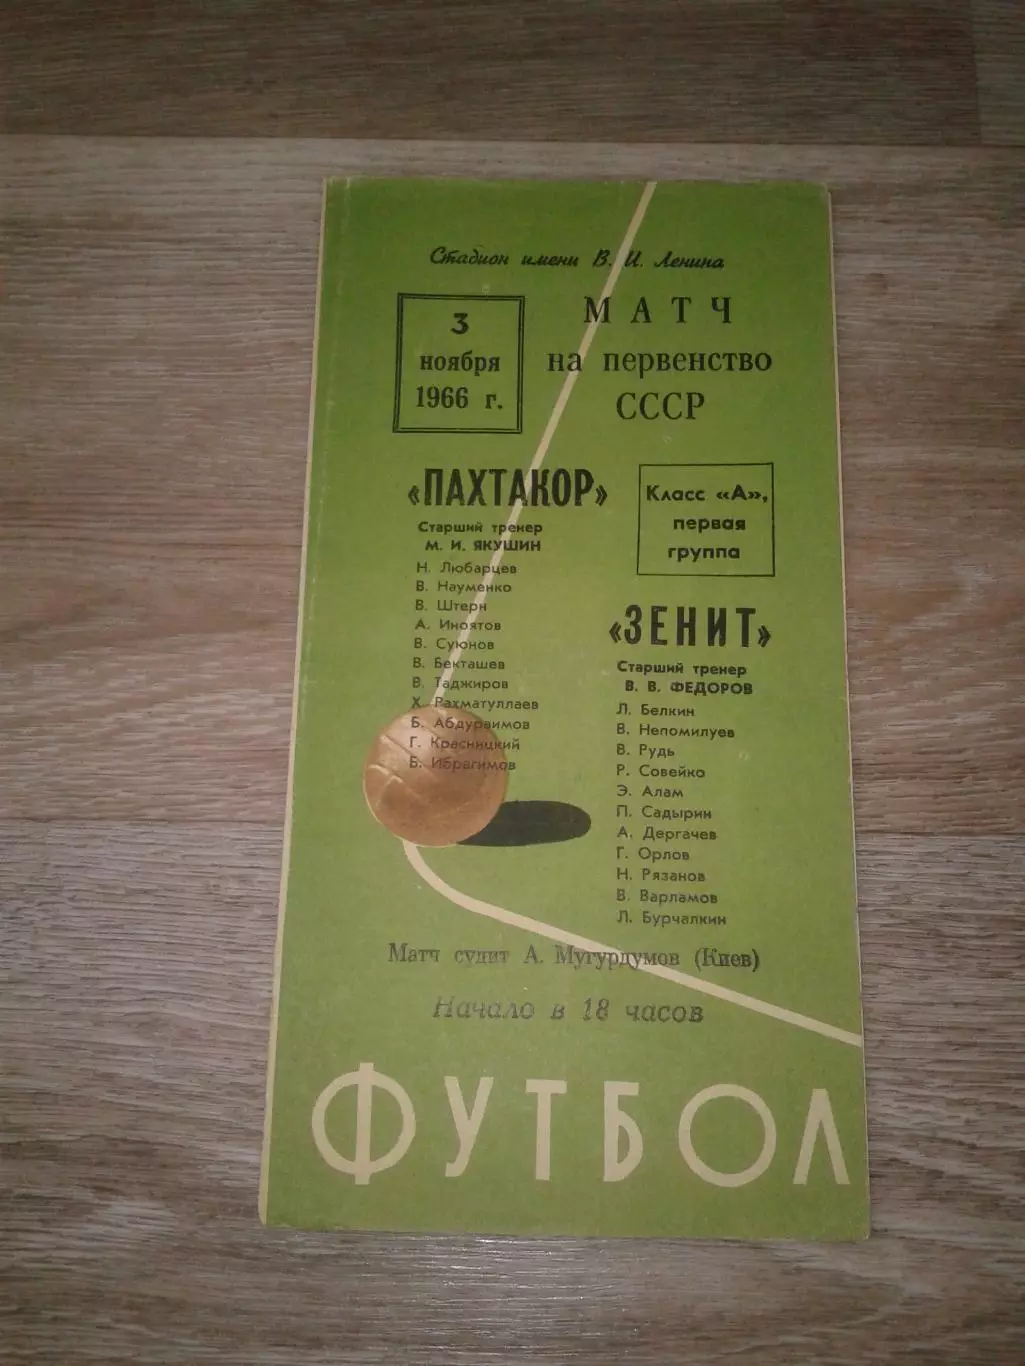 Стадион имени В. И. Ленина
3
ноября
1966 г.
МАТЧ
на первенство
СССР
«ПАХТАКОР»
Старший тренер
М. И. ЯКУШИН
Н. Любарцев
В. Науменко
В. Штерн
А. Иноятов
В. Суюнов
В. Бекташев
В. Таджиров
Х. Рахматуллаев
Б. Абдураимов
Г. Красницкий
Б. Ибрагимов
Класс «А»,
первая
группа
«ЗЕНИТ»
Старший тренер
В. В. ФЕДОРОВ
Л. Белкин
В. Непомилуев
В. Рудь
Р. Совейко
Э. Алам
П. Садырин
А. Дергачев
Г. Орлов
Н. Рязанов
В. Варламов
Л. Бурчалкин
Матч судит А. Мугурдумов (Киев)
Начало в 18 часов
ФУТБОЛ